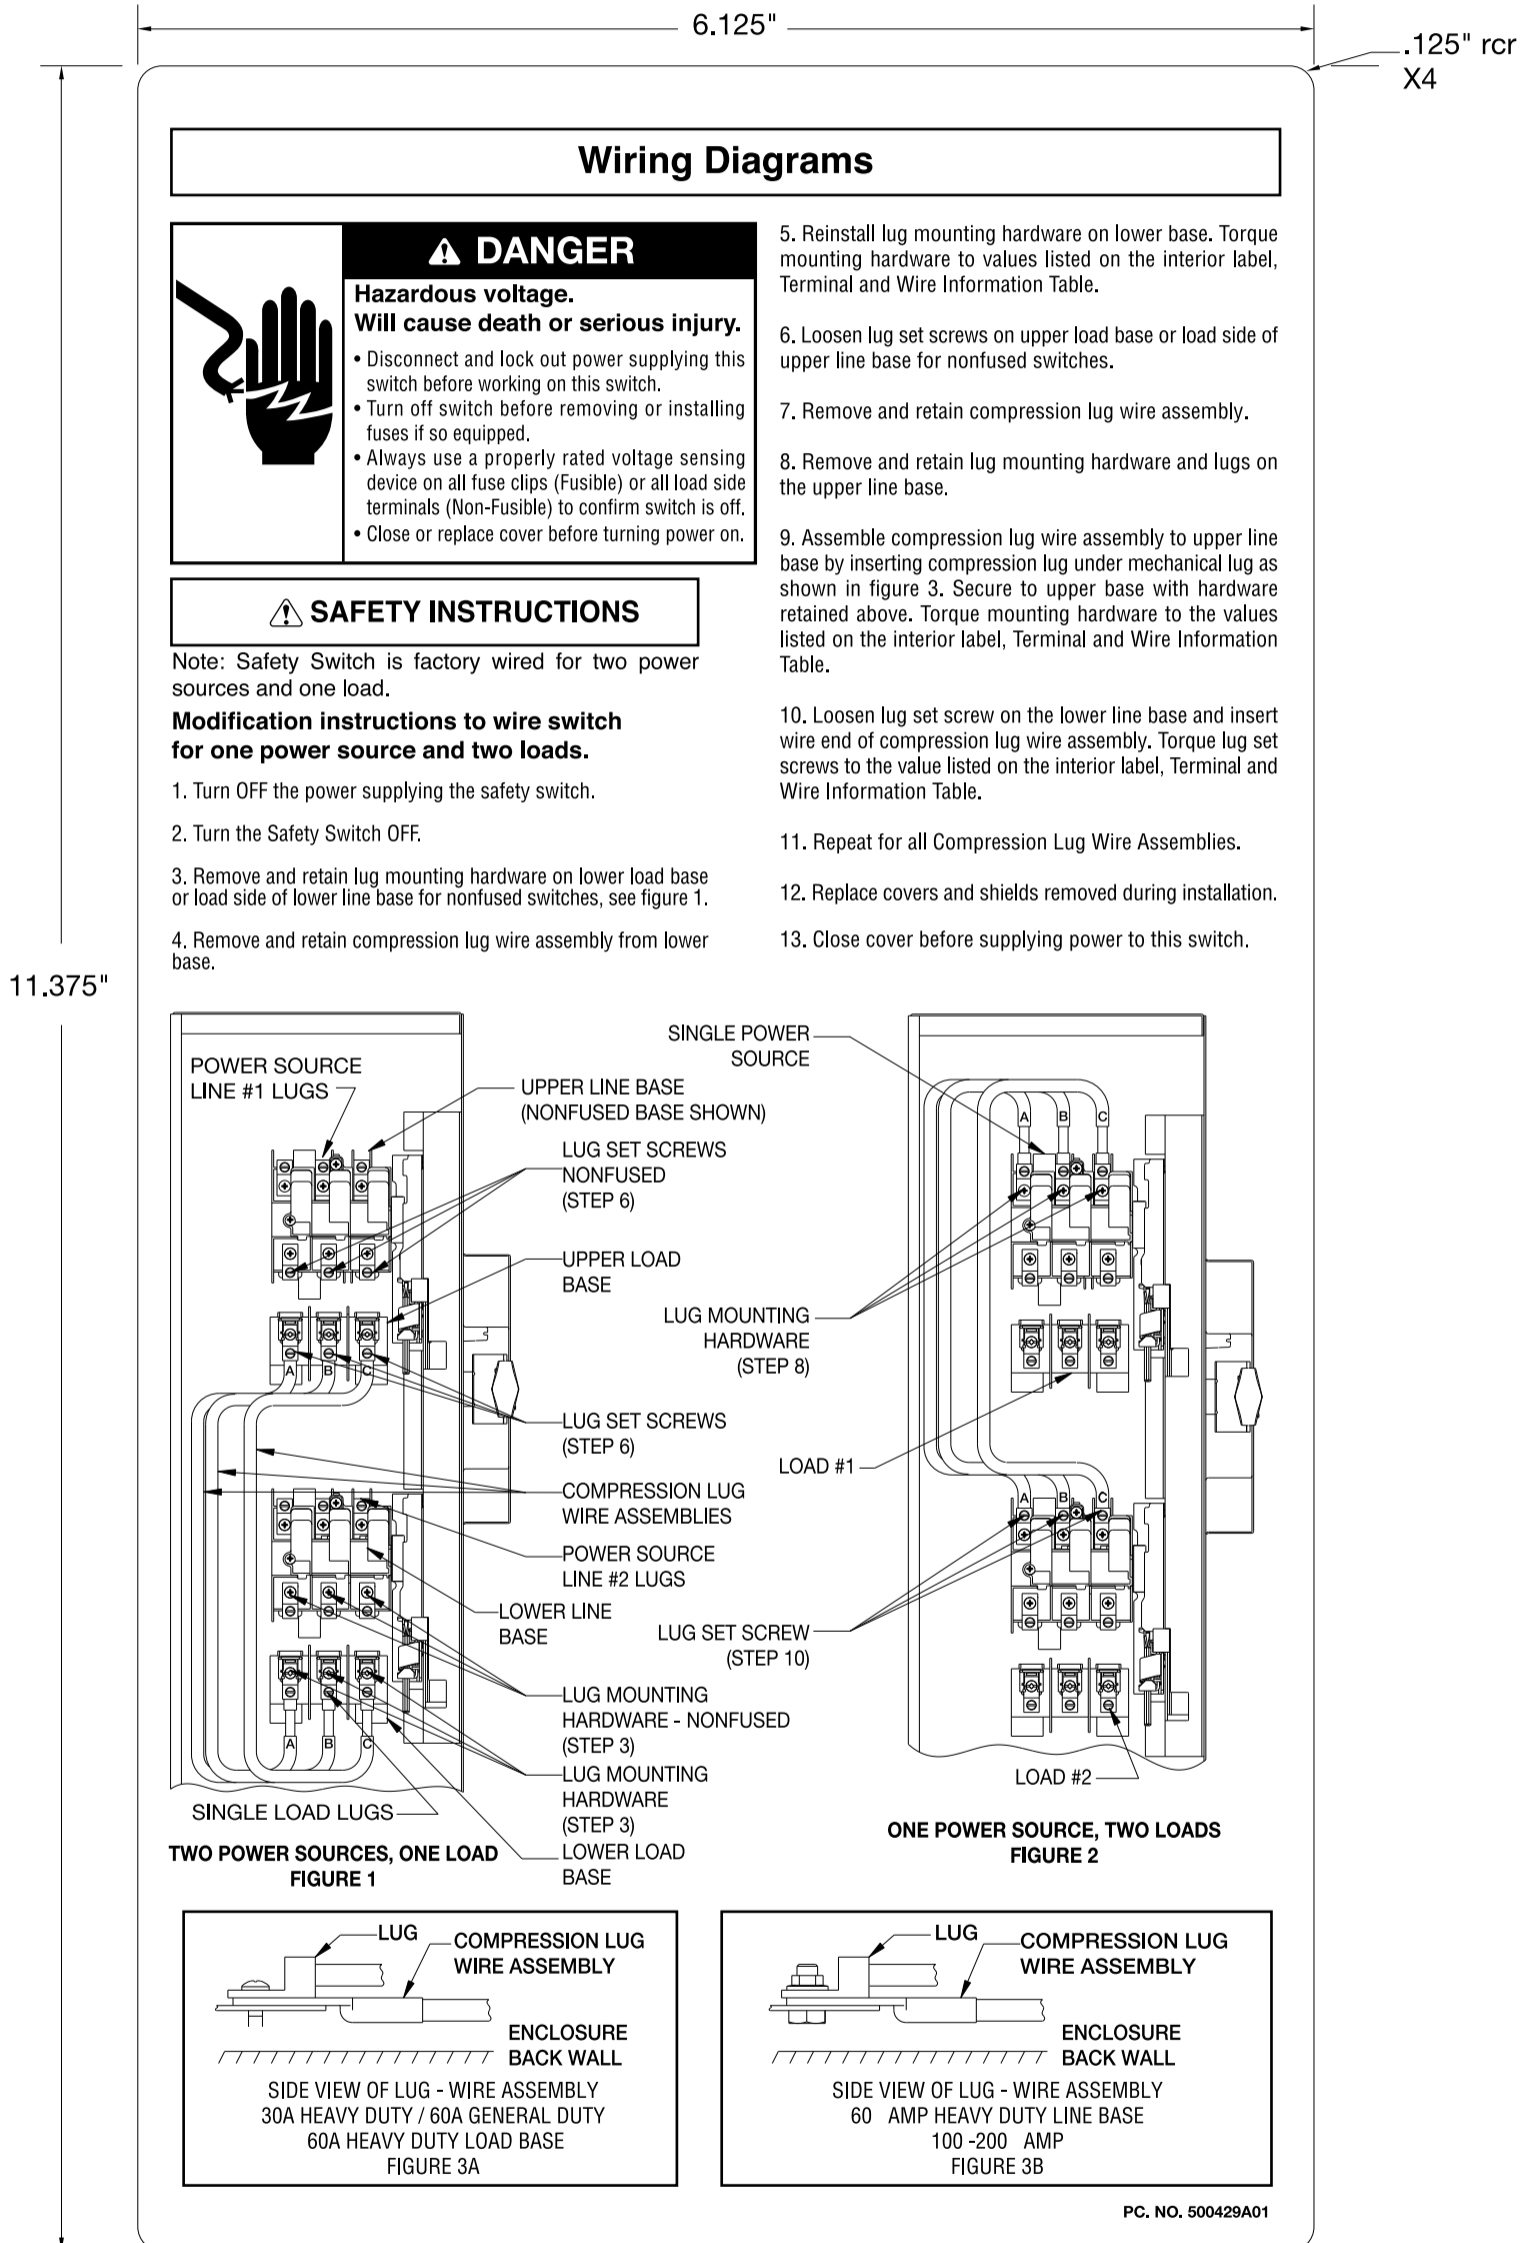 6.125"
.125" rcr
X4
11.375"
Wiring Diagrams
DANGER
Hazardous voltage.
Will cause death or serious injury.
• Disconnect and lock out power supplying this
switch before working on this switch.
• Turn off switch before removing or installing
fuses if so equipped.
• Always use a properly rated voltage sensing
device on all fuse clips (Fusible) or all load side
terminals (Non-Fusible) to confirm switch is off.
• Close or replace cover before turning power on.
SAFETY INSTRUCTIONS
Note: Safety Switch is factory wired for two power
sources and one load.
Modification instructions to wire switch
for one power source and two loads.
1. Turn OFF the power supplying the safety switch.
2. Turn the Safety Switch OFF.
3. Remove and retain lug mounting hardware on lower load base
or load side of lower line base for nonfused switches, see figure 1.
4. Remove and retain compression lug wire assembly from lower
base.
5. Reinstall lug mounting hardware on lower base. Torque
mounting hardware to values listed on the interior label,
Terminal and Wire Information Table.
6. Loosen lug set screws on upper load base or load side of
upper line base for nonfused switches.
7. Remove and retain compression lug wire assembly.
8. Remove and retain lug mounting hardware and lugs on
the upper line base.
9. Assemble compression lug wire assembly to upper line
base by inserting compression lug under mechanical lug as
shown in figure 3. Secure to upper base with hardware
retained above. Torque mounting hardware to the values
listed on the interior label, Terminal and Wire Information
Table.
10. Loosen lug set screw on the lower line base and insert
wire end of compression lug wire assembly. Torque lug set
screws to the value listed on the interior label, Terminal and
Wire Information Table.
11. Repeat for all Compression Lug Wire Assemblies.
12. Replace covers and shields removed during installation.
13. Close cover before supplying power to this switch.
POWER SOURCE
LINE #1 LUGS
UPPER LINE BASE
(NONFUSED BASE SHOWN)
LUG SET SCREWS
NONFUSED
(STEP 6)
UPPER LOAD
BASE
A B C
LUG SET SCREWS
(STEP 6)
COMPRESSION LUG
WIRE ASSEMBLIES
POWER SOURCE
LINE #2 LUGS
LOWER LINE
BASE
LUG MOUNTING
HARDWARE - NONFUSED
(STEP 3)
A B C
LUG MOUNTING
HARDWARE
(STEP 3)
SINGLE LOAD LUGS
LOWER LOAD
BASE
TWO POWER SOURCES, ONE LOAD
FIGURE 1
SINGLE POWER
SOURCE
A B C
LUG MOUNTING
HARDWARE
(STEP 8)
LOAD #1
A B C
LUG SET SCREW
(STEP 10)
LOAD #2
ONE POWER SOURCE, TWO LOADS
FIGURE 2
LUG
COMPRESSION LUG
WIRE ASSEMBLY
ENCLOSURE
BACK WALL
SIDE VIEW OF LUG - WIRE ASSEMBLY
30A HEAVY DUTY / 60A GENERAL DUTY
60A HEAVY DUTY LOAD BASE
FIGURE 3A
LUG
COMPRESSION LUG
WIRE ASSEMBLY
ENCLOSURE
BACK WALL
SIDE VIEW OF LUG - WIRE ASSEMBLY
60 AMP HEAVY DUTY LINE BASE
100 -200 AMP
FIGURE 3B
PC. NO. 500429A01